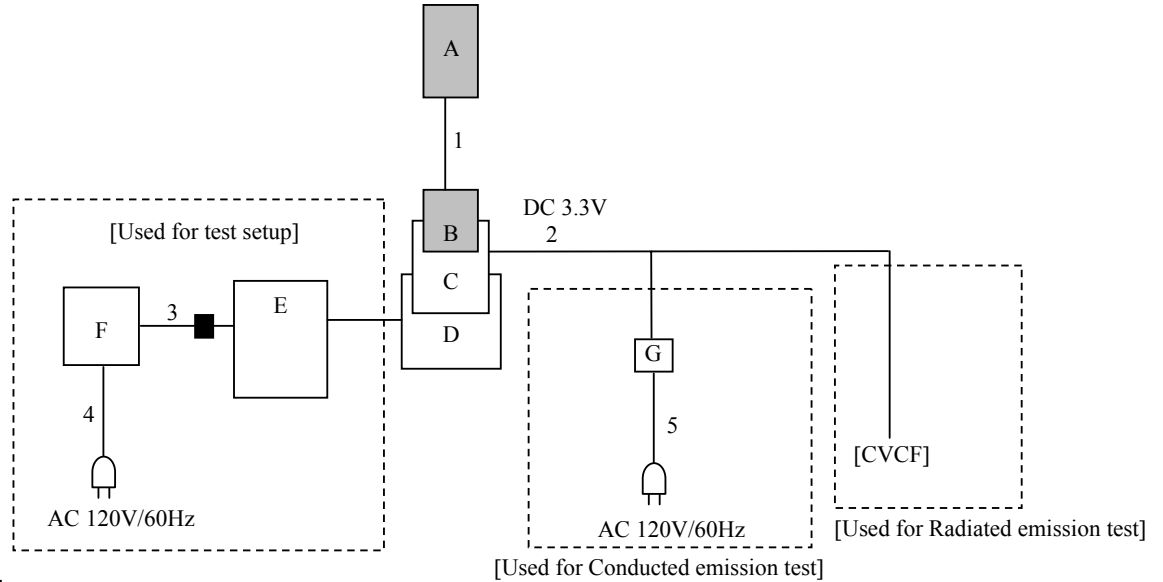 A
1
DC 3.3V
B
2
[Used for test setup]
C
3
E
F
D
G
4
5
[CVCF]
AC 120V/60Hz
AC 120V/60Hz
[Used for Radiated emission test]
[Used for Conducted emission test]